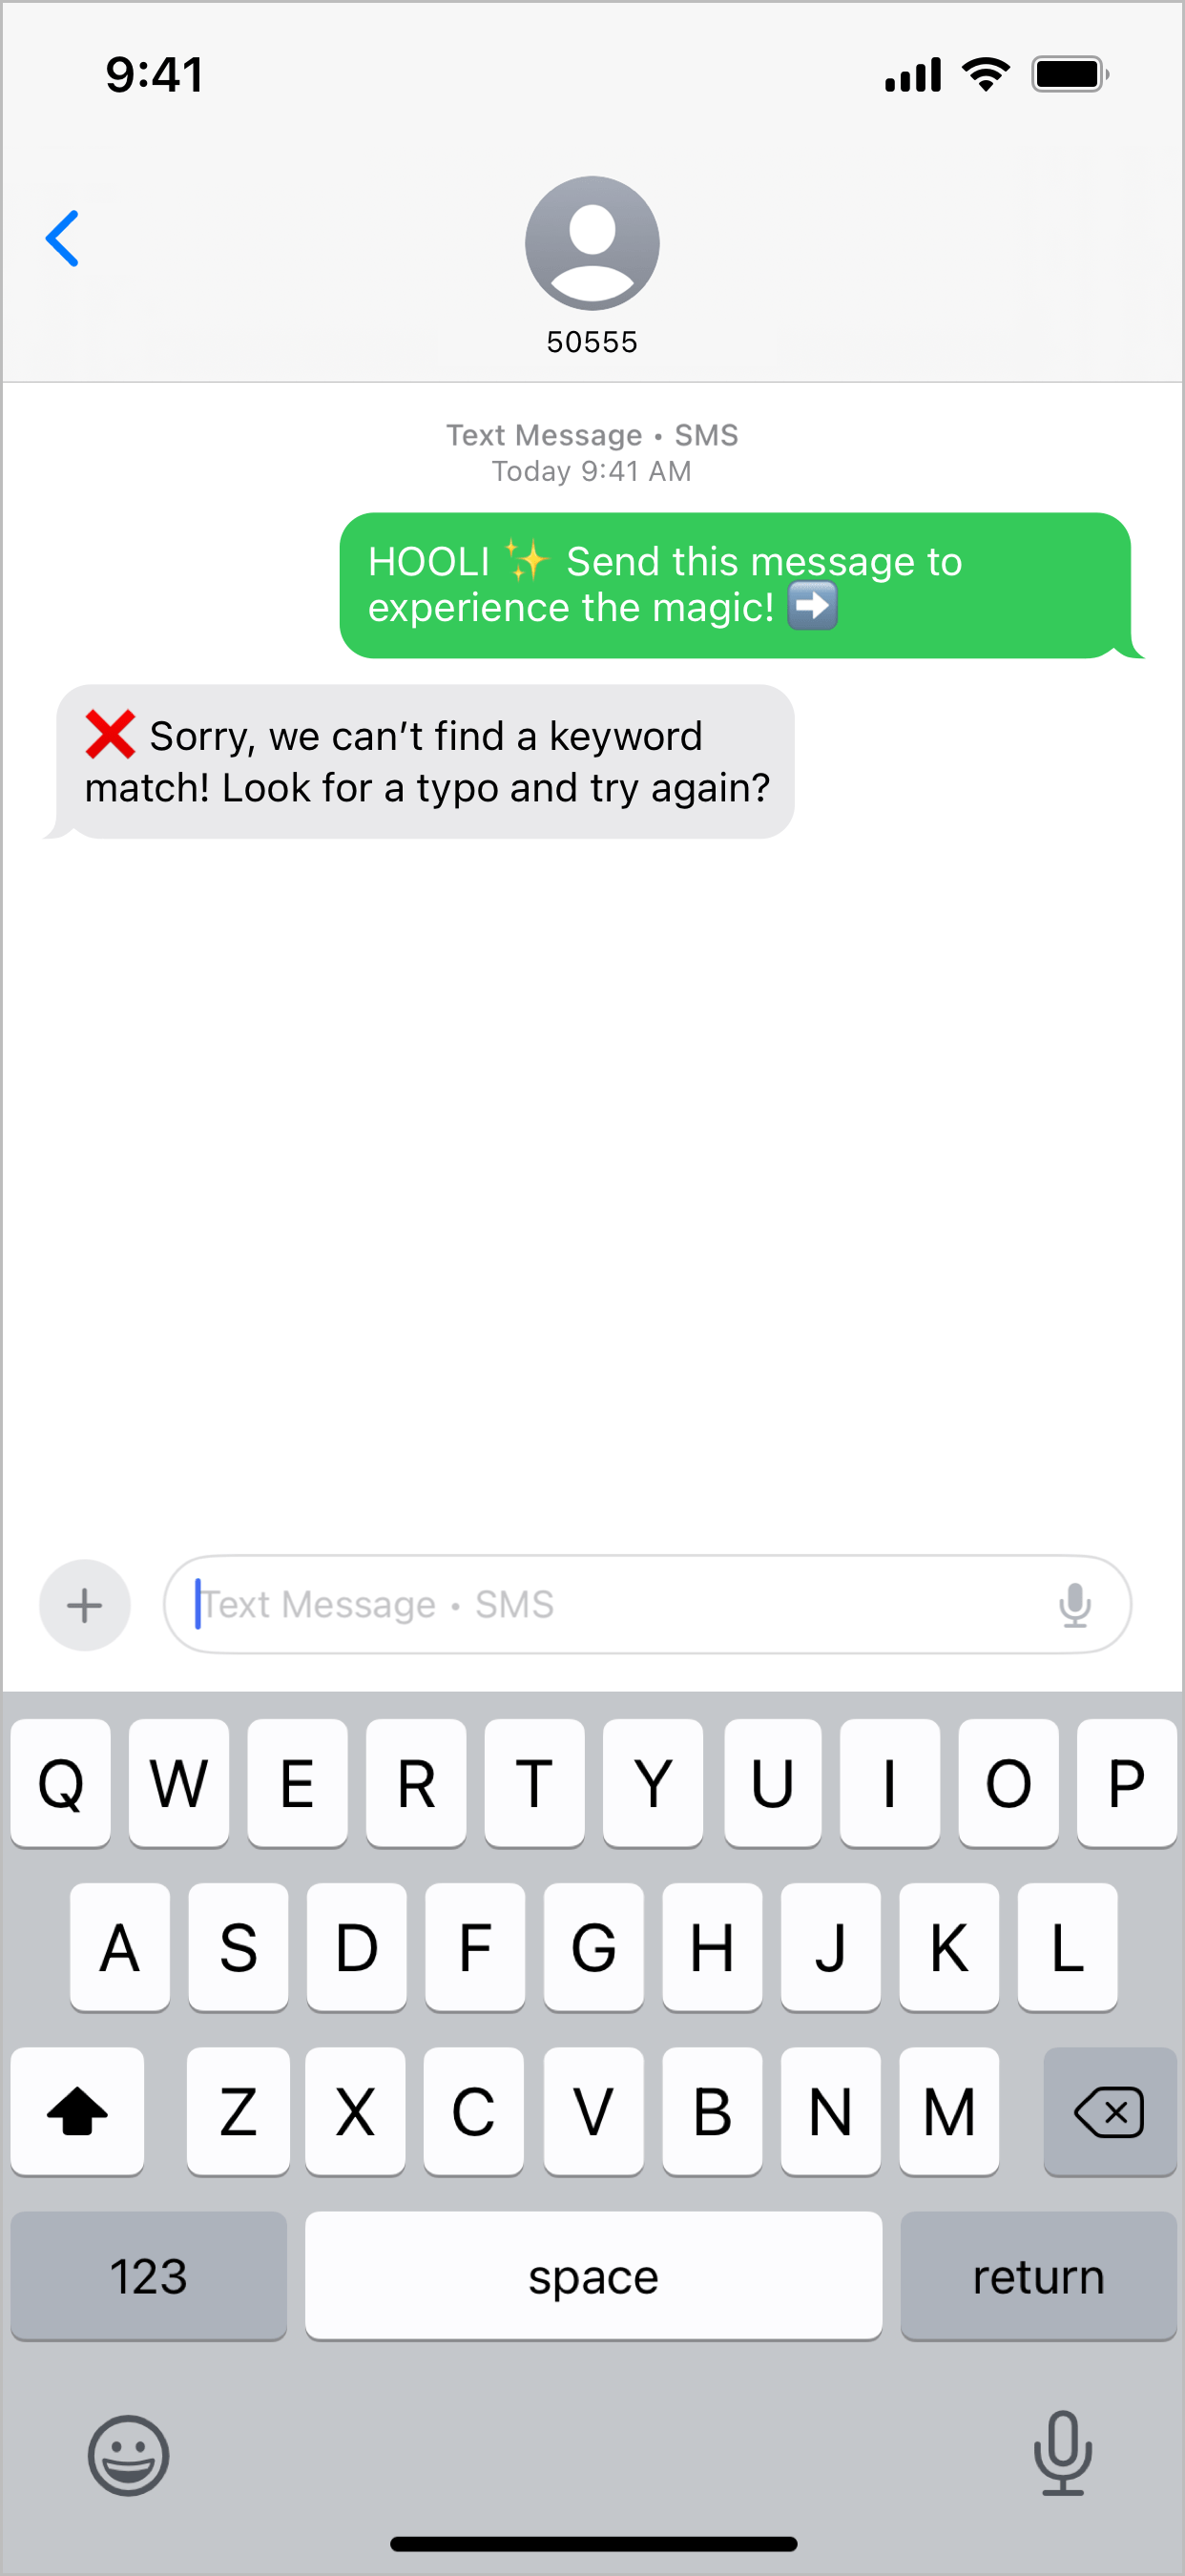 9:41
50555
Text Message • SMS
Today 9:41 AM
HOOLI ✨ Send this message to
experience the magic! ➡️
❌ Sorry, we can’t find a keyword
match! Look for a typo and try again?
Text Message • SMS
Q W E R T Y U I O P
A S D F G H J K L
Z X C V B N M
123 space return